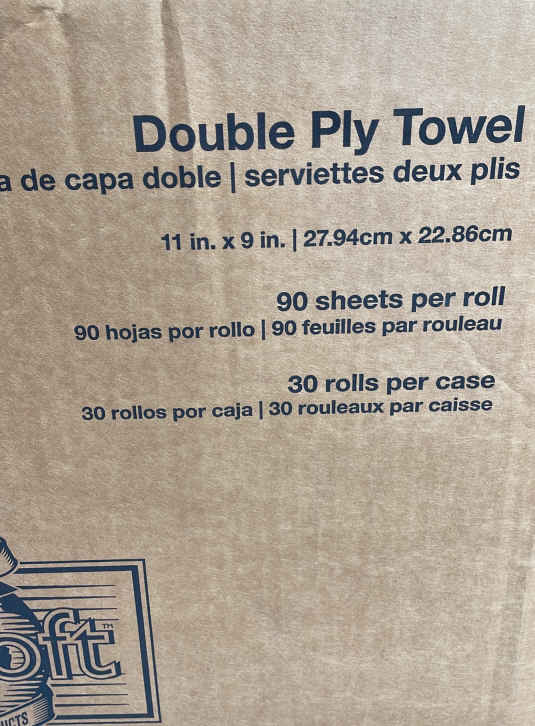 Double Ply Towel
a de capa doble | serviettes deux plis
11 in. x 9 in. | 27.94cm x 22.86cm
90 sheets per roll
90 hojas por rollo | 90 feuilles par rouleau
30 rolls per case
30 rollos por caja | 30 rouleaux par caisse
oft™
UCTS